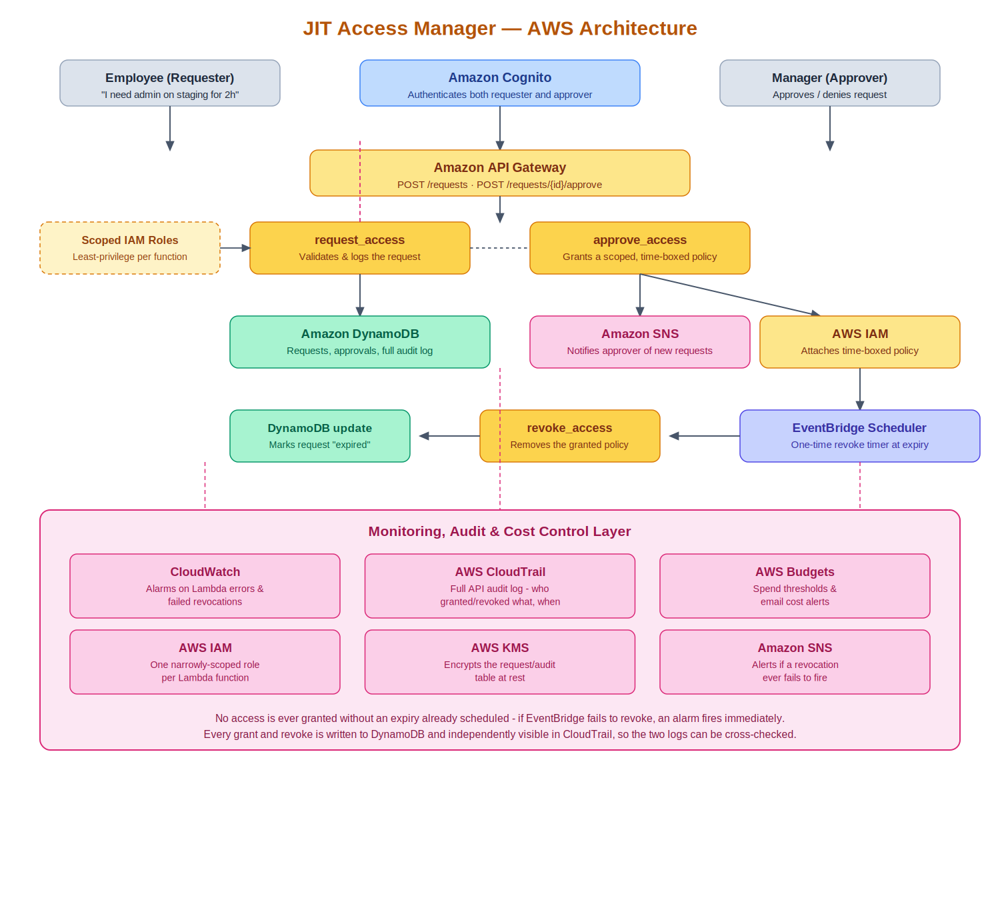 JIT Access Manager — AWS Architecture
Employee (Requester)
"I need admin on staging for 2h"
Amazon Cognito
Authenticates both requester and approver
Manager (Approver)
Approves / denies request
Amazon API Gateway
POST /requests · POST /requests/{id}/approve
Scoped IAM Roles
Least-privilege per function
request_access
Validates & logs the request
approve_access
Grants a scoped, time-boxed policy
Amazon DynamoDB
Requests, approvals, full audit log
Amazon SNS
Notifies approver of new requests
AWS IAM
Attaches time-boxed policy
DynamoDB update
Marks request "expired"
revoke_access
Removes the granted policy
EventBridge Scheduler
One-time revoke timer at expiry
Monitoring, Audit & Cost Control Layer
CloudWatch
Alarms on Lambda errors &
failed revocations
AWS CloudTrail
Full API audit log - who
granted/revoked what, when
AWS Budgets
Spend thresholds &
email cost alerts
AWS IAM
One narrowly-scoped role
per Lambda function
AWS KMS
Encrypts the request/audit
table at rest
Amazon SNS
Alerts if a revocation
ever fails to fire
No access is ever granted without an expiry already scheduled - if EventBridge fails to revoke, an alarm fires immediately.
Every grant and revoke is written to DynamoDB and independently visible in CloudTrail, so the two logs can be cross-checked.